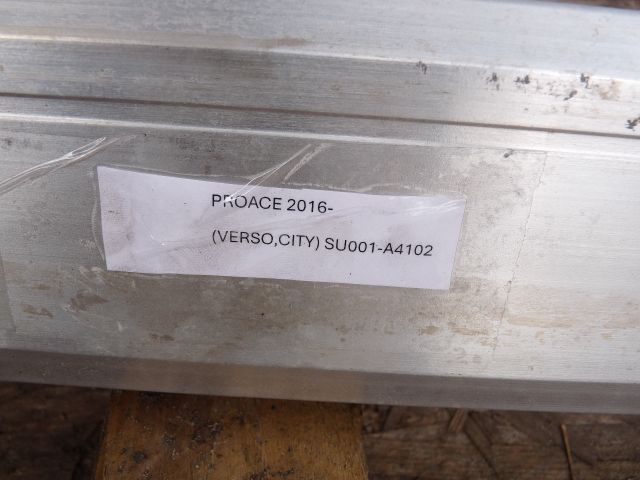 PROACE 2016-
(VERSO,CITY) SU001-A4102